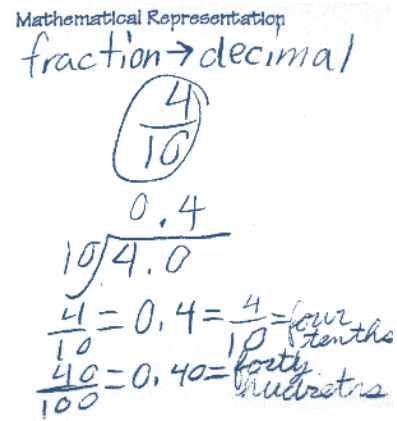 Mathematical Representation
fraction → decimal
4
10
0.4
10)4.0
4/10 = 0.4 = 4/10 = four tenths
40/100 = 0.40 = forty